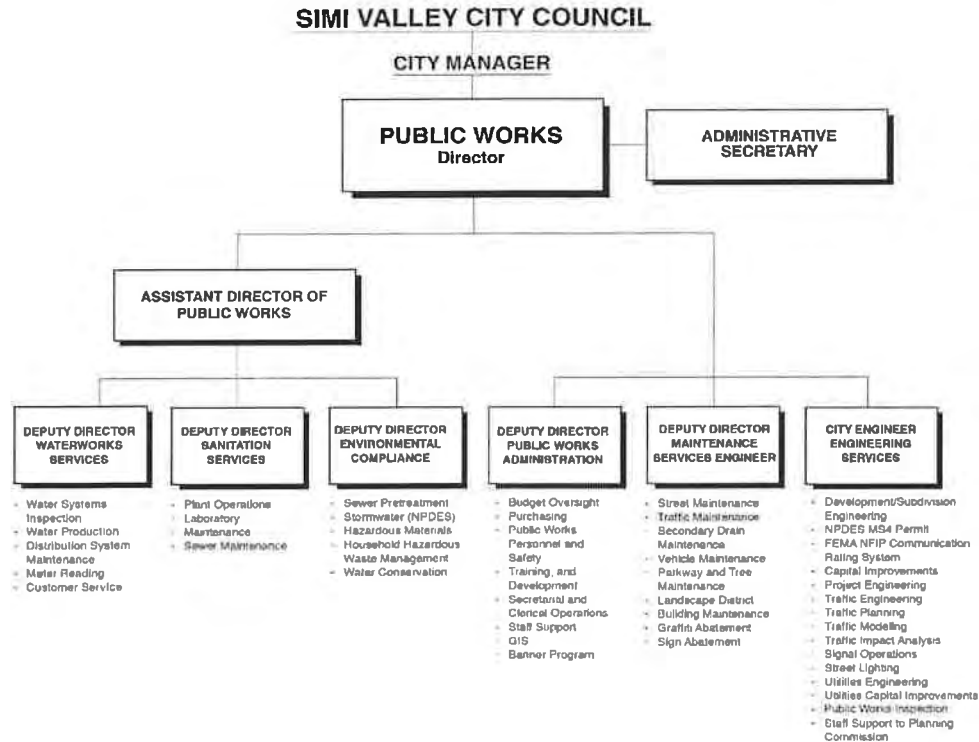 SIMI VALLEY CITY COUNCIL
CITY MANAGER
PUBLIC WORKS
Director
ADMINISTRATIVE
SECRETARY
ASSISTANT DIRECTOR OF
PUBLIC WORKS
DEPUTY DIRECTOR
WATERWORKS
SERVICES
- Water Systems
Inspection
- Water Production
- Distribution System
Maintenance
- Meter Reading
- Customer Service
DEPUTY DIRECTOR
SANITATION
SERVICES
- Plant Operations
- Laboratory
- Maintenance
- Sewer Maintenance
DEPUTY DIRECTOR
ENVIRONMENTAL
COMPLIANCE
- Sewer Pretreatment
- Stormwater (NPDES)
- Hazardous Materials
- Household Hazardous
Waste Management
- Water Conservation
DEPUTY DIRECTOR
PUBLIC WORKS
ADMINISTRATION
- Budget Oversight
- Purchasing
- Public Works
Personnel and
Safety
- Training, and
Development
- Secretarial and
Clerical Operations
- Staff Support
- GIS
- Banner Program
DEPUTY DIRECTOR
MAINTENANCE
SERVICES ENGINEER
- Street Maintenance
- Traffic Maintenance
- Secondary Drain
Maintenance
- Vehicle Maintenance
- Parkway and Tree
Maintenance
- Landscape District
- Building Maintenance
- Graffiti Abatement
- Sign Abatement
CITY ENGINEER
ENGINEERING
SERVICES
- Development/Subdivision
Engineering
- NPDES MS4 Permit
- FEMA NFIP Communication
Rating System
- Capital Improvements
- Project Engineering
- Traffic Engineering
- Traffic Planning
- Traffic Modeling
- Traffic Impact Analysis
- Signal Operations
- Street Lighting
- Utilities Engineering
- Utilities Capital Improvements
- Public Works Inspection
- Staff Support to Planning
Commission